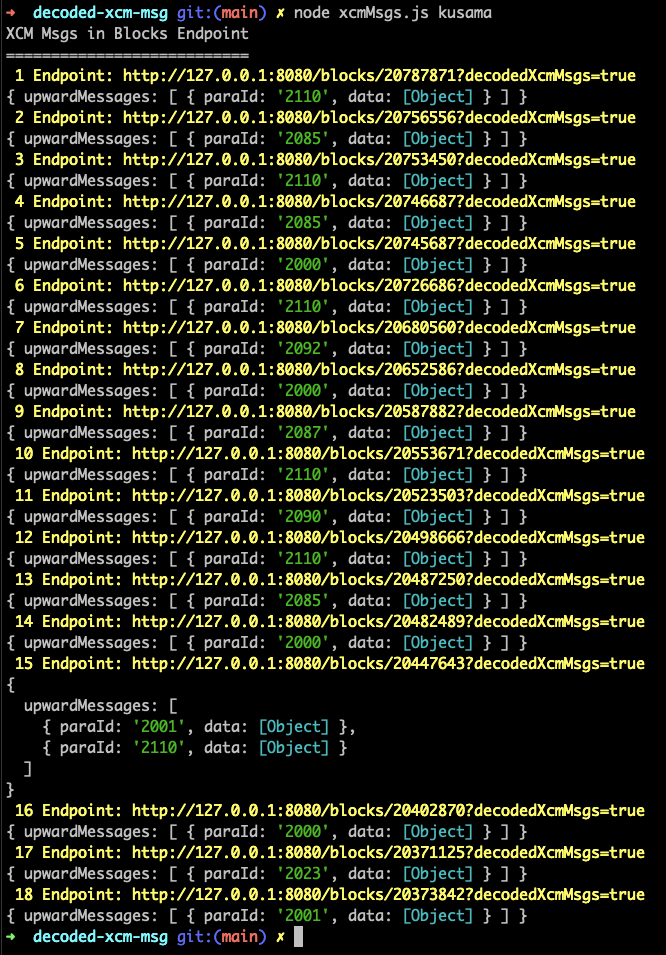 ➜  decoded-xcm-msg git:(main) ✗ node xcmMsgs.js kusama
XCM Msgs in Blocks Endpoint
===========================
 1 Endpoint: http://127.0.0.1:8080/blocks/20787871?decodedXcmMsgs=true
{ upwardMessages: [ { paraId: '2110', data: [Object] } ] }
 2 Endpoint: http://127.0.0.1:8080/blocks/20756556?decodedXcmMsgs=true
{ upwardMessages: [ { paraId: '2085', data: [Object] } ] }
 3 Endpoint: http://127.0.0.1:8080/blocks/20753450?decodedXcmMsgs=true
{ upwardMessages: [ { paraId: '2110', data: [Object] } ] }
 4 Endpoint: http://127.0.0.1:8080/blocks/20746687?decodedXcmMsgs=true
{ upwardMessages: [ { paraId: '2085', data: [Object] } ] }
 5 Endpoint: http://127.0.0.1:8080/blocks/20745687?decodedXcmMsgs=true
{ upwardMessages: [ { paraId: '2000', data: [Object] } ] }
 6 Endpoint: http://127.0.0.1:8080/blocks/20726686?decodedXcmMsgs=true
{ upwardMessages: [ { paraId: '2110', data: [Object] } ] }
 7 Endpoint: http://127.0.0.1:8080/blocks/20680560?decodedXcmMsgs=true
{ upwardMessages: [ { paraId: '2092', data: [Object] } ] }
 8 Endpoint: http://127.0.0.1:8080/blocks/20652586?decodedXcmMsgs=true
{ upwardMessages: [ { paraId: '2000', data: [Object] } ] }
 9 Endpoint: http://127.0.0.1:8080/blocks/20587882?decodedXcmMsgs=true
{ upwardMessages: [ { paraId: '2087', data: [Object] } ] }
 10 Endpoint: http://127.0.0.1:8080/blocks/20553671?decodedXcmMsgs=true
{ upwardMessages: [ { paraId: '2110', data: [Object] } ] }
 11 Endpoint: http://127.0.0.1:8080/blocks/20523503?decodedXcmMsgs=true
{ upwardMessages: [ { paraId: '2090', data: [Object] } ] }
 12 Endpoint: http://127.0.0.1:8080/blocks/20498666?decodedXcmMsgs=true
{ upwardMessages: [ { paraId: '2110', data: [Object] } ] }
 13 Endpoint: http://127.0.0.1:8080/blocks/20487250?decodedXcmMsgs=true
{ upwardMessages: [ { paraId: '2085', data: [Object] } ] }
 14 Endpoint: http://127.0.0.1:8080/blocks/20482489?decodedXcmMsgs=true
{ upwardMessages: [ { paraId: '2000', data: [Object] } ] }
 15 Endpoint: http://127.0.0.1:8080/blocks/20447643?decodedXcmMsgs=true
{
  upwardMessages: [
    { paraId: '2001', data: [Object] },
    { paraId: '2110', data: [Object] }
  ]
}
 16 Endpoint: http://127.0.0.1:8080/blocks/20402870?decodedXcmMsgs=true
{ upwardMessages: [ { paraId: '2000', data: [Object] } ] }
 17 Endpoint: http://127.0.0.1:8080/blocks/20371125?decodedXcmMsgs=true
{ upwardMessages: [ { paraId: '2023', data: [Object] } ] }
 18 Endpoint: http://127.0.0.1:8080/blocks/20373842?decodedXcmMsgs=true
{ upwardMessages: [ { paraId: '2001', data: [Object] } ] }
➜  decoded-xcm-msg git:(main) ✗